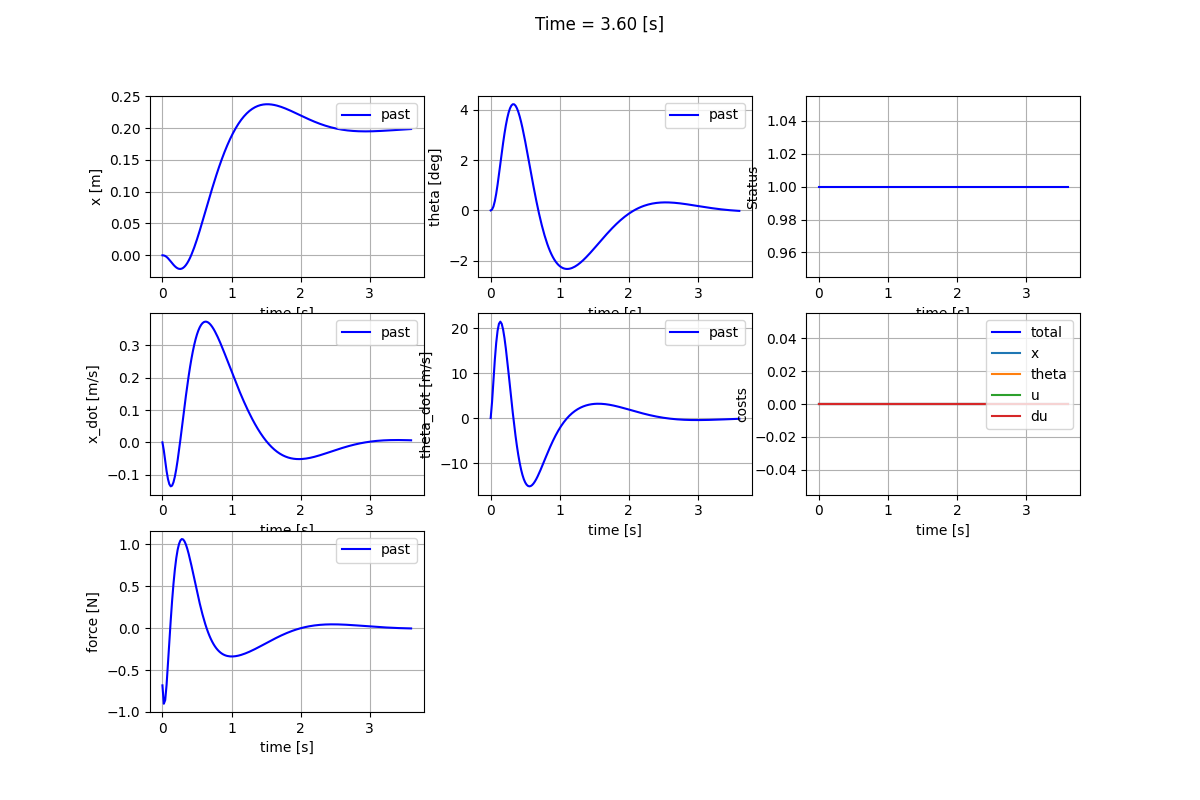 Time = 3.60 [s]
x [m]
0.25
0.20
0.15
0.10
0.05
0.00
0
1
2
3
time [s]
past
theta [deg]
4
2
0
−2
0
1
2
3
time [s]
past
Status
1.04
1.02
1.00
0.98
0.96
0
1
2
3
time [s]
x_dot [m/s]
0.3
0.2
0.1
0.0
−0.1
0
1
2
3
time [s]
past
theta_dot [m/s]
20
10
0
−10
0
1
2
3
time [s]
past
costs
0.04
0.02
0.00
−0.02
−0.04
0
1
2
3
time [s]
total
x
theta
u
du
force [N]
1.0
0.5
0.0
−0.5
−1.0
0
1
2
3
time [s]
past